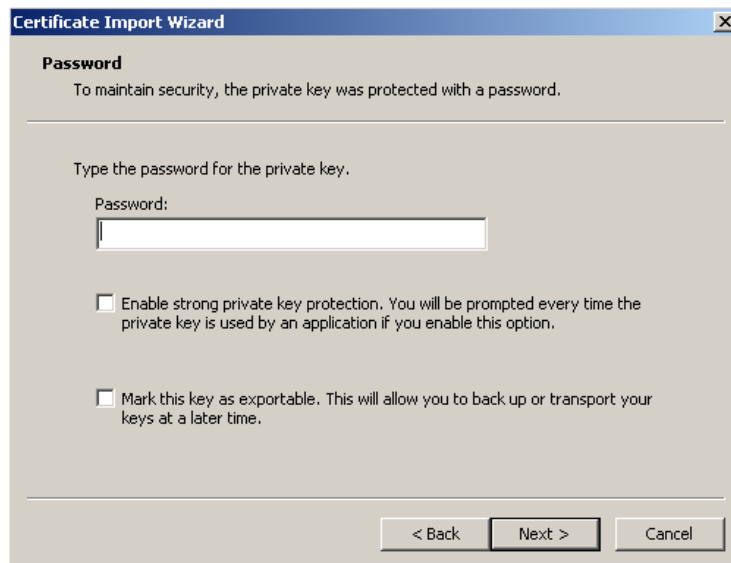 Certificate Import Wizard
Password
To maintain security, the private key was protected with a password.
Type the password for the private key.
Password:
Enable strong private key protection. You will be prompted every time the
private key is used by an application if you enable this option.
Mark this key as exportable. This will allow you to back up or transport your
keys at a later time.
< Back Next > Cancel